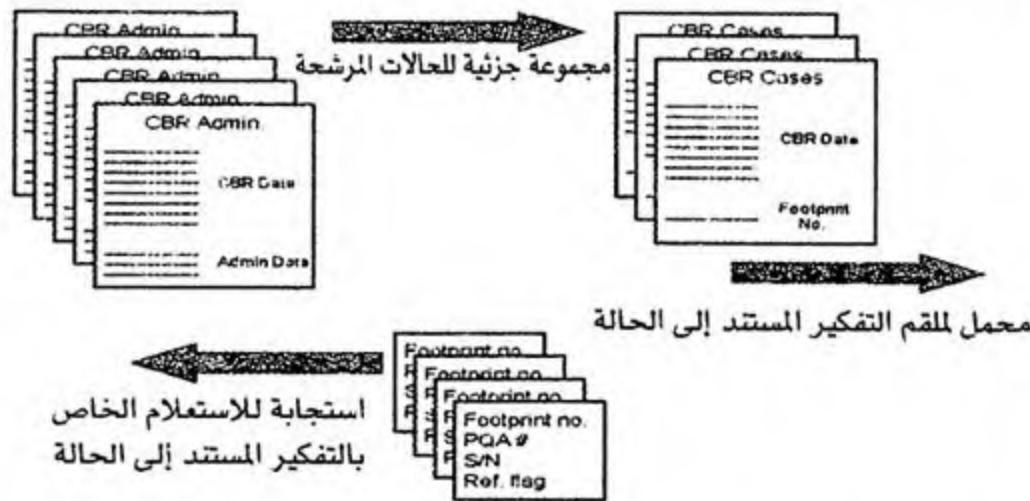 CBR Admin
CBR Admin
CBR Admin
CBR Admin
CBR Admin
CBR Date
Admin Data
مجموعة جزئية للحالات المرشحة
CBR Cases
CBR Cases
CBR Cases
CBR Date
Footprint
No.
محمل لملقم التفكير المستند إلى الحالة
استجابة للاستعلام الخاص
بالتفكير المستند إلى الحالة
Footprint no.
Footprint no.
Footprint no.
Footprint no.
PQA #
S/N
Ref. flag